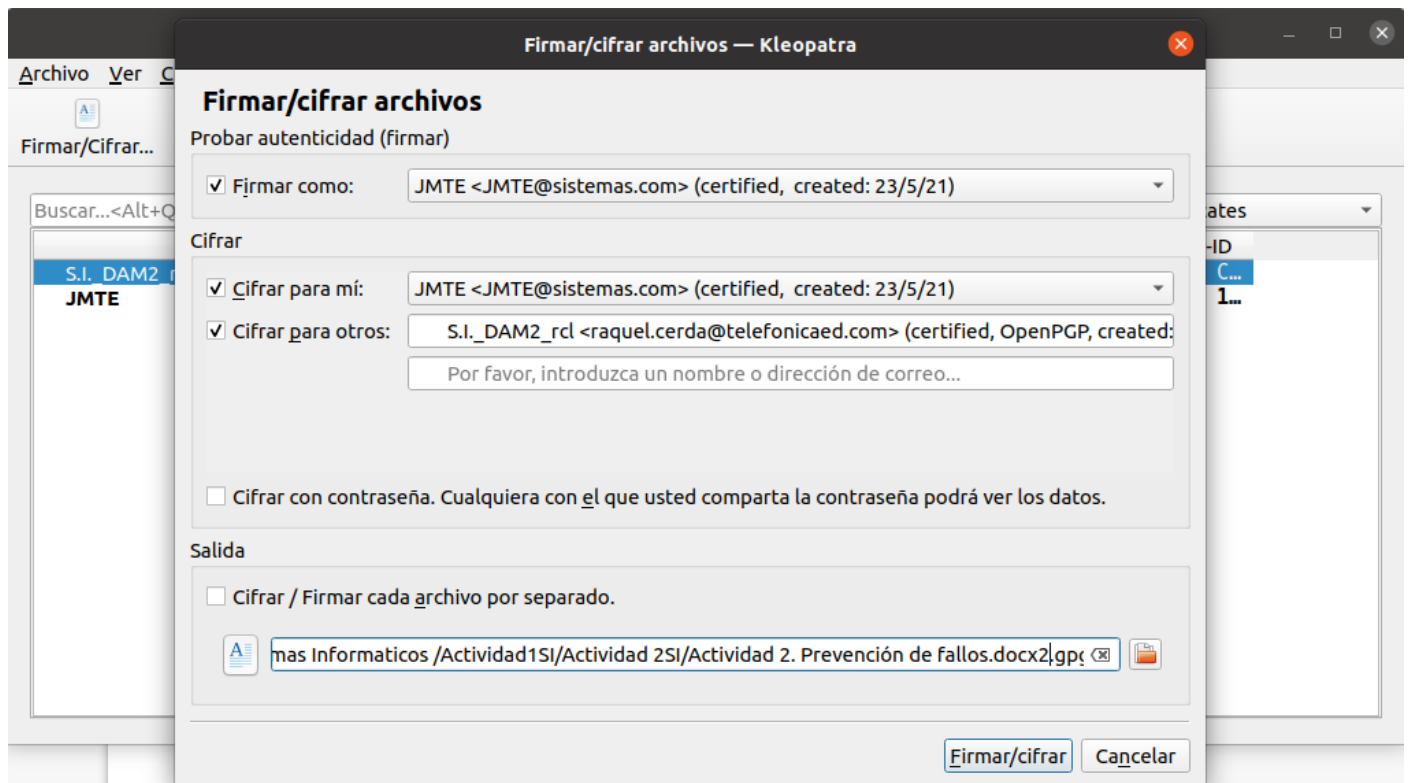 Firmar/cifrar archivos — Kleopatra
Archivo Ver C
Firmar/Cifrar...
Firmar/cifrar archivos
Probar autenticidad (firmar)
Firmar como: JMTE <JMTE@sistemas.com> (certified, created: 23/5/21)
Buscar...<Alt+Q
ates
Cifrar
-ID
S.I._DAM2_r
C...
Cifrar para mí: JMTE <JMTE@sistemas.com> (certified, created: 23/5/21)
JMTE
1...
Cifrar para otros: S.I._DAM2_rcl <raquel.cerda@telefonicaed.com> (certified, OpenPGP, created:
Por favor, introduzca un nombre o dirección de correo...
Cifrar con contraseña. Cualquiera con el que usted comparta la contraseña podrá ver los datos.
Salida
Cifrar / Firmar cada archivo por separado.
mas Informaticos /Actividad1SI/Actividad 2SI/Actividad 2. Prevención de fallos.docx2.gpg
Firmar/cifrar Cancelar